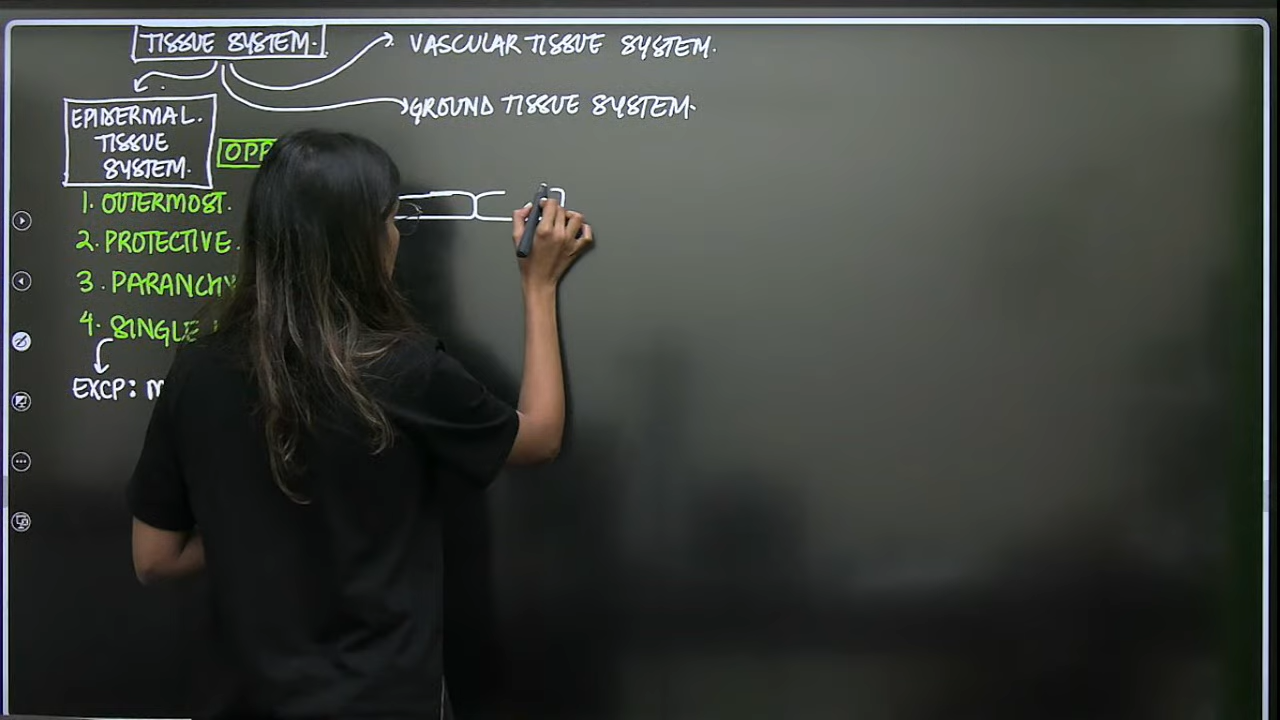 TISSUE SYSTEM.
VASCULAR TISSUE SYSTEM.
GROUND TISSUE SYSTEM.
EPIDERMAL.
TISSUE
SYSTEM.
1. OUTERMOST.
2. PROTECTIVE.
3. PARANCHY
4. SINGLE
EXCP: